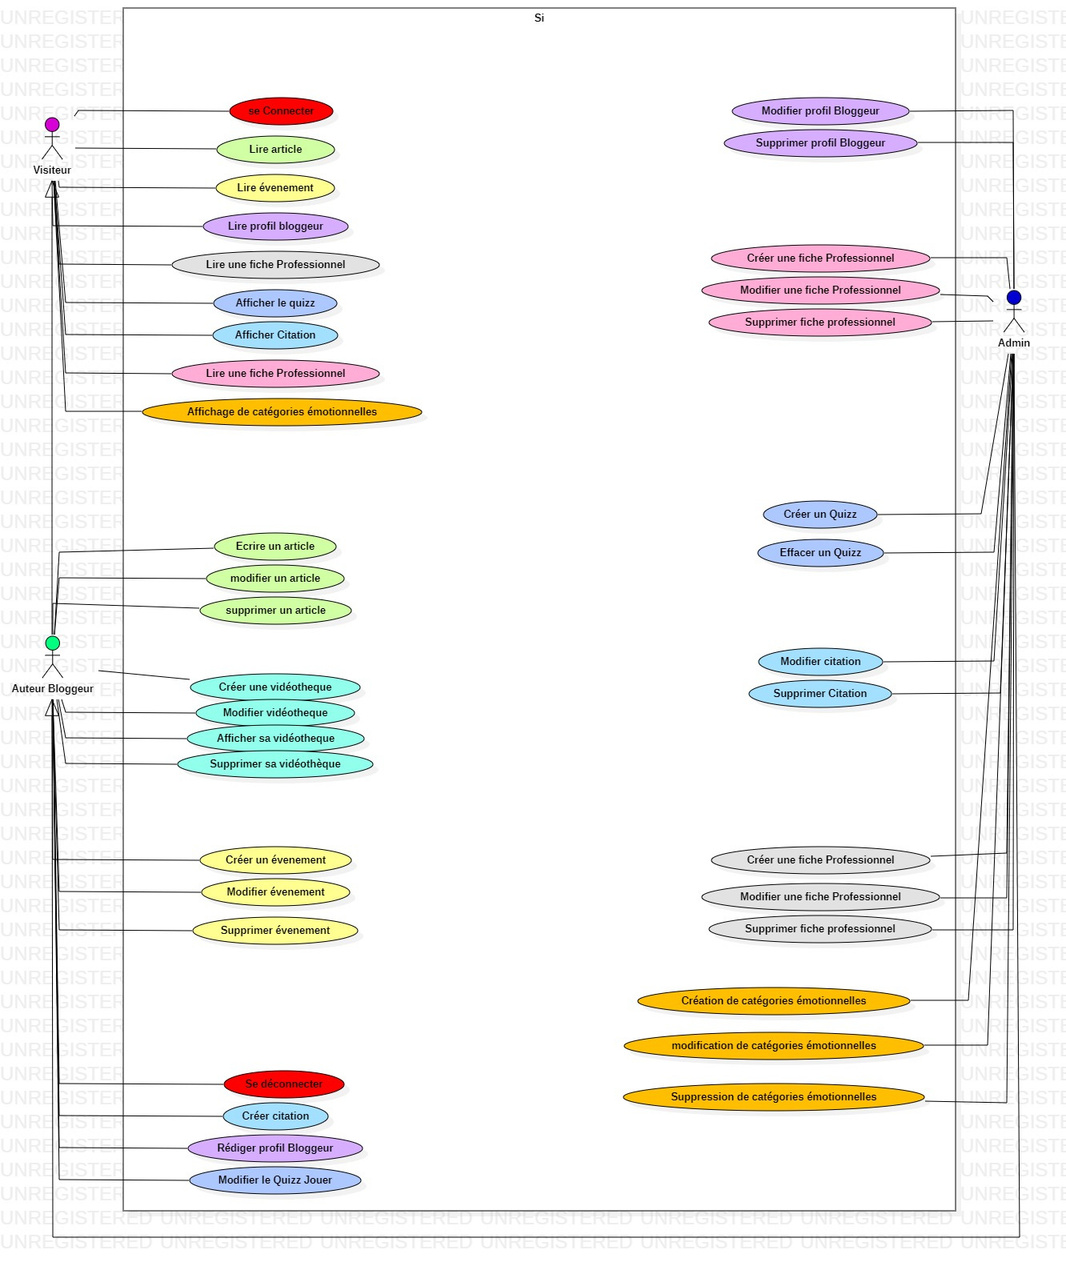 Si
se Connecter
Lire article
Visiteur
Lire évenement
Lire profil bloggeur
Lire une fiche Professionnel
Afficher le quizz
Afficher Citation
Lire une fiche Professionnel
Affichage de catégories émotionnelles
Ecrire un article
modifier un article
supprimer un article
Auteur Bloggeur
Créer une vidéotheque
Modifier vidéotheque
Afficher sa vidéotheque
Supprimer sa vidéothèque
Créer un évenement
Modifier évenement
Supprimer évenement
Se déconnecter
Créer citation
Rédiger profil Bloggeur
Modifier le Quizz Jouer
Modifier profil Bloggeur
Supprimer profil Bloggeur
Créer une fiche Professionnel
Modifier une fiche Professionnel
Supprimer fiche professionnel
Admin
Créer un Quizz
Effacer un Quizz
Modifier citation
Supprimer Citation
Créer une fiche Professionnel
Modifier une fiche Professionnel
Supprimer fiche professionnel
Création de catégories émotionnelles
modification de catégories émotionnelles
Suppression de catégories émotionnelles
UNREGISTERED UNREGISTERED UNREGISTERED UNREGISTERED UNREGISTERED UNREGISTERED